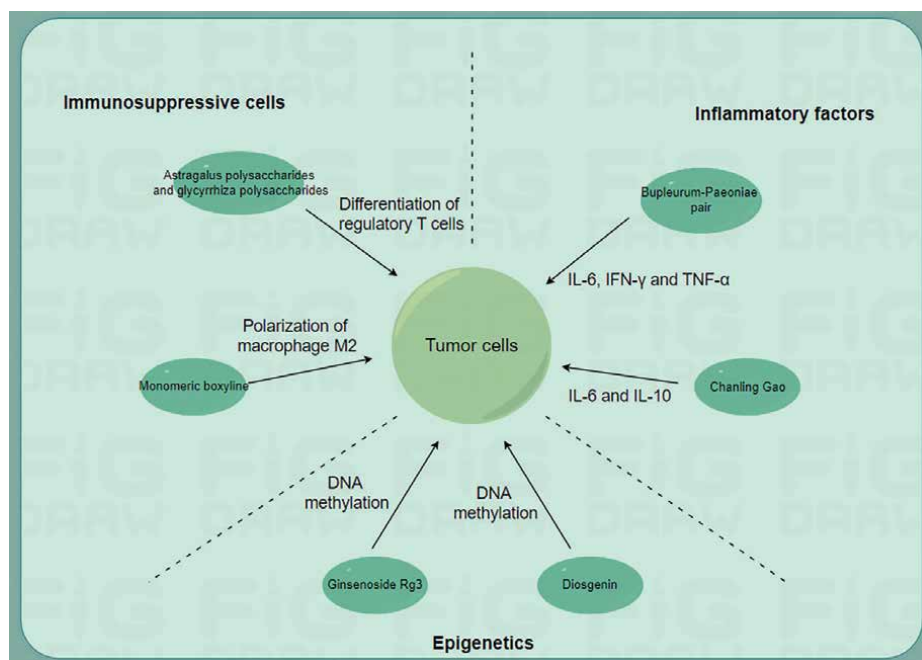 Immunosuppressive cells
Inflammatory factors
Astragalus polysaccharides
and glycyrrhiza polysaccharides
Differentiation of
regulatory T cells
Bupleurum-Paeoniae
pair
IL-6, IFN-γ and TNF-α
Polarization of
macrophage M2
Tumor cells
Monomeric boxyline
IL-6 and IL-10
Chanling Gao
DNA
methylation
DNA
methylation
Ginsenoside Rg3
Diosgenin
Epigenetics
FiG
DRAW